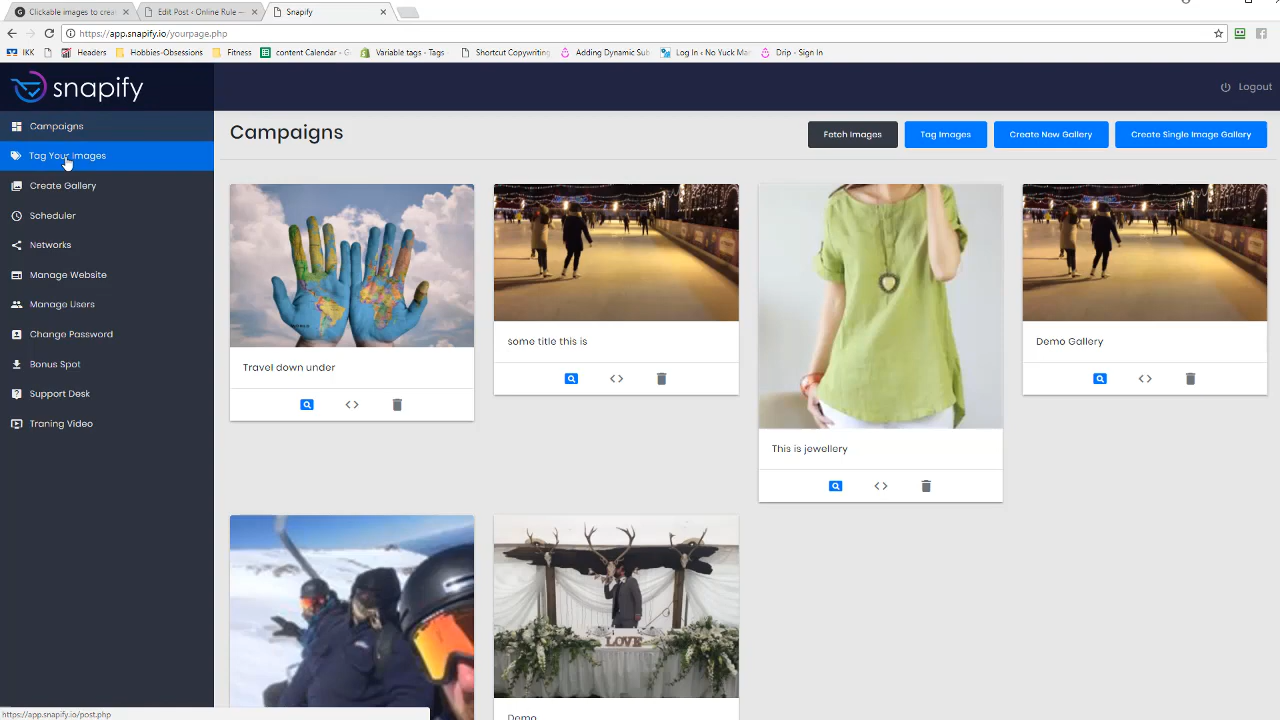 Clickable images to crea
Edit Post ‹ Online Rule —
Snapify
https://app.snapify.io/yourpage.php
IKK
Headers
Hobbies-Obsessions
Fitness
content Calendar - G
Variable tags - Tags
Shortcut Copywriting
Adding Dynamic Sub
Log In ‹ No Yuck Ma
Drip - Sign In
snapify
Logout
Campaigns
Tag Your Images
Create Gallery
Scheduler
Networks
Manage Website
Manage Users
Change Password
Bonus Spot
Support Desk
Traning Video
Campaigns
Fetch Images
Tag Images
Create New Gallery
Create Single Image Gallery
Travel down under
some title this is
This is jewellery
Demo Gallery
LOVE
Demo
https://app.snapify.io/post.php